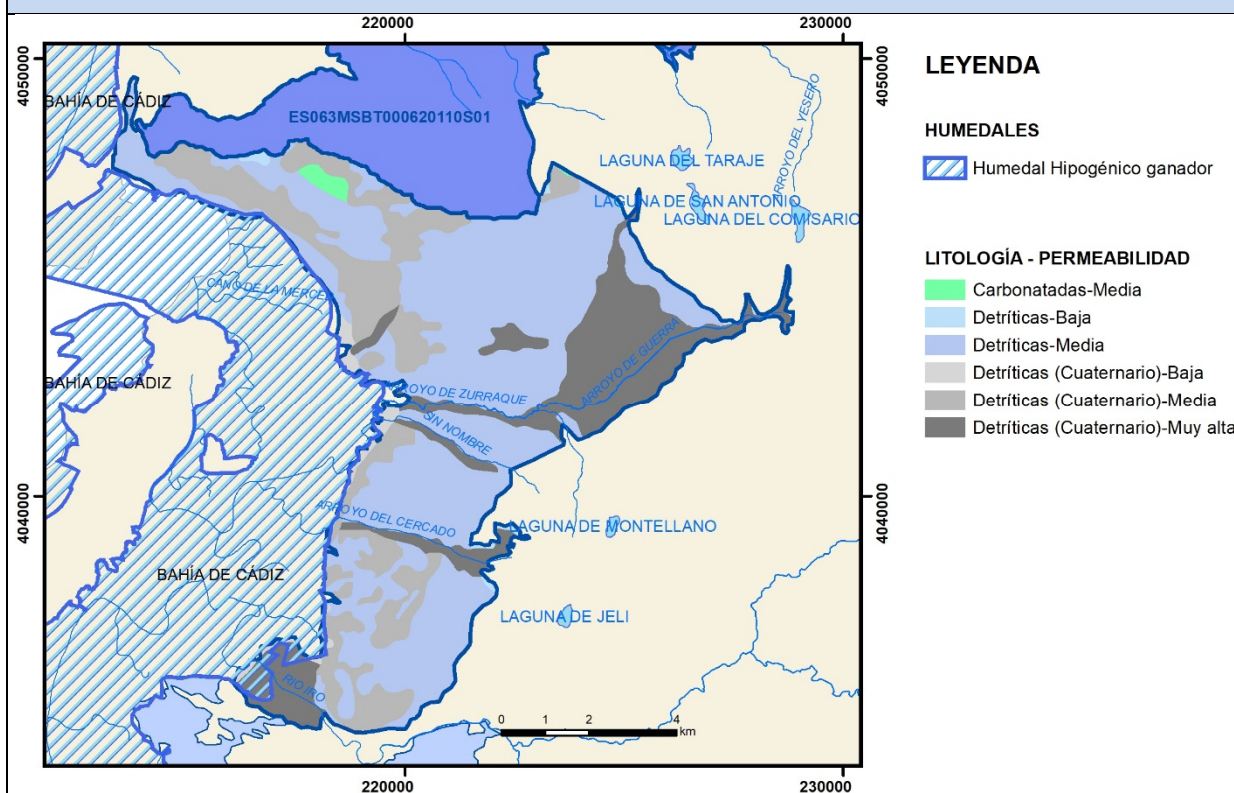 220000
230000
4050000
4050000
BAHÍA DE CÁDIZ
ES063MSBT000620110S01
LAGUNA DEL TARAJE
ARROYO DEL YESERO
LAGUNA DE SAN ANTONIO
LAGUNA DEL COMISARIO
CAÑO DE LA MERCED
BAHÍA DE CÁDIZ
ARROYO DE GUERRA
ARROYO DE ZURRAQUE
SIN NOMBRE
4040000
4040000
ARROYO DEL CERCADO
LAGUNA DE MONTELLANO
BAHÍA DE CÁDIZ
LAGUNA DE JELI
RIO IRO
0 1 2 4
km
220000
230000
LEYENDA
HUMEDALES
Humedal Hipogénico ganador
LITOLOGÍA - PERMEABILIDAD
Carbonatadas-Media
Detríticas-Baja
Detríticas-Media
Detríticas (Cuaternario)-Baja
Detríticas (Cuaternario)-Media
Detríticas (Cuaternario)-Muy alta